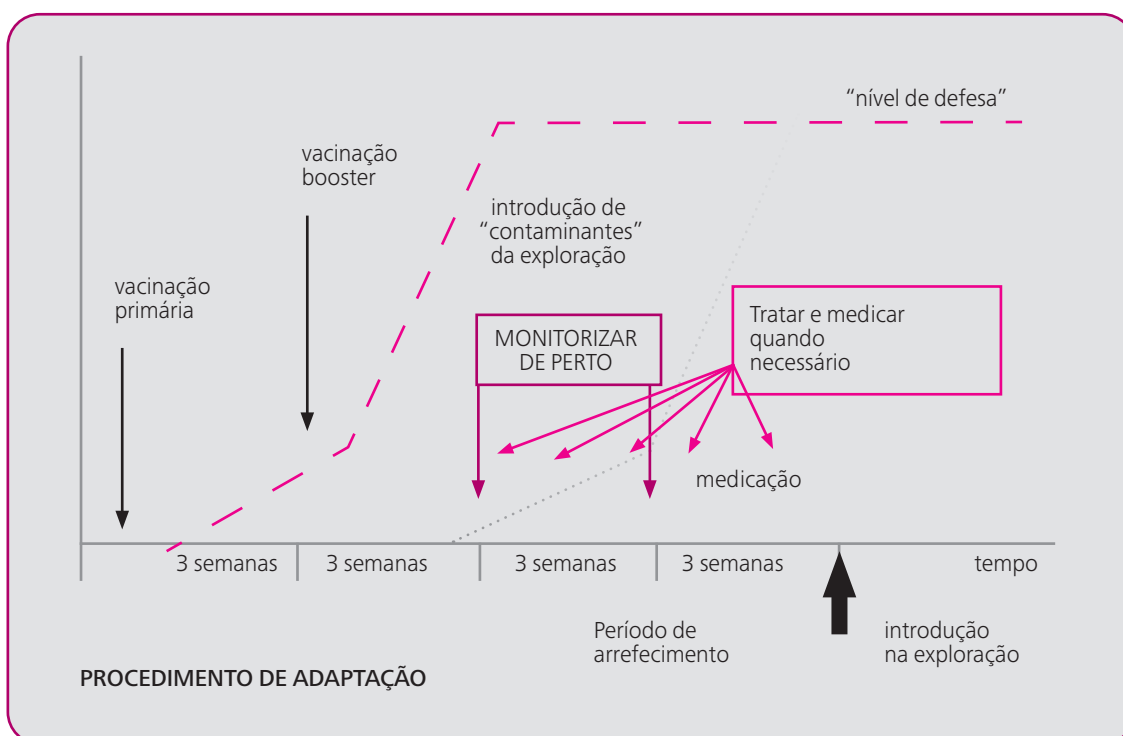 “nível de defesa”
vacinação
booster
introdução de
“contaminantes”
da exploração
vacinação
primária
MONITORIZAR
DE PERTO
Tratar e medicar
quando
necessário
medicação
3 semanas
3 semanas
3 semanas
3 semanas
tempo
Período de
arrefecimento
introdução
na exploração
PROCEDIMENTO DE ADAPTAÇÃO